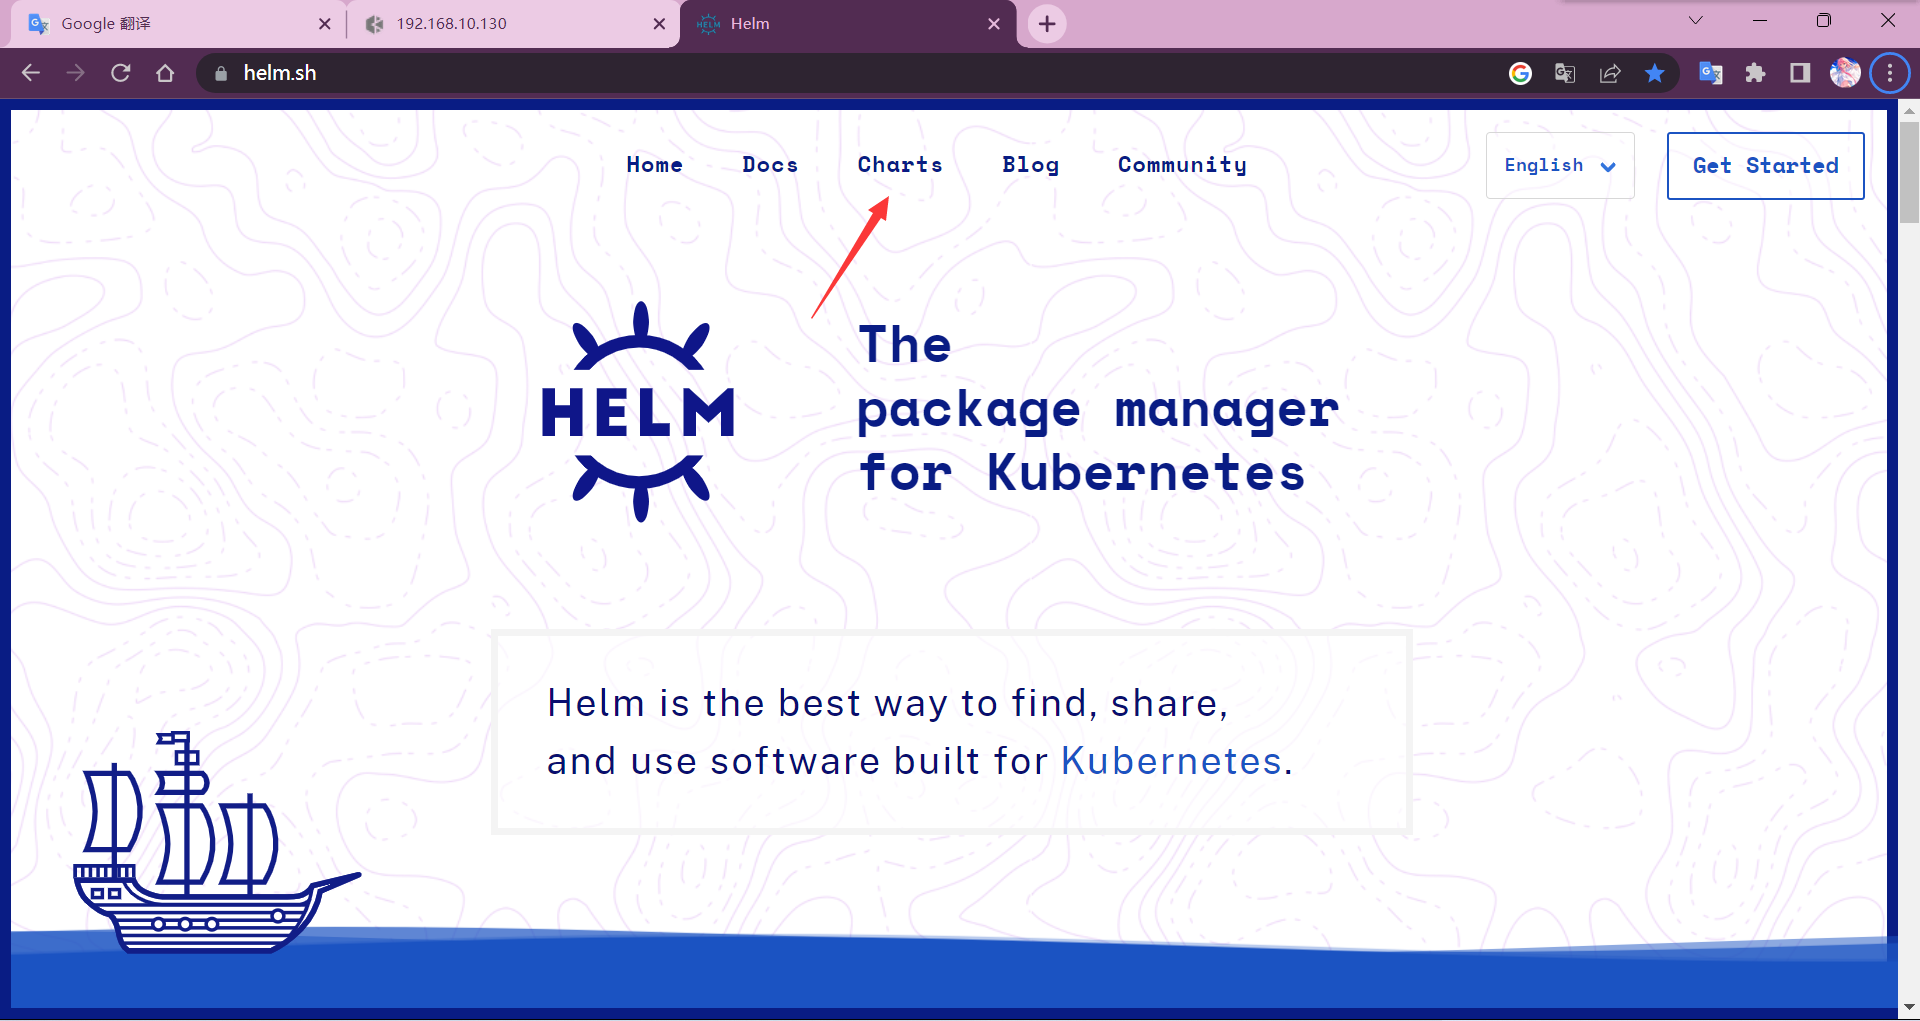 Google 翻译
192.168.10.130
HELM
Helm
helm.sh
Home
Docs
Charts
Blog
Community
English
Get Started
HELM
The
package manager
for Kubernetes
Helm is the best way to find, share,
and use software built for Kubernetes.